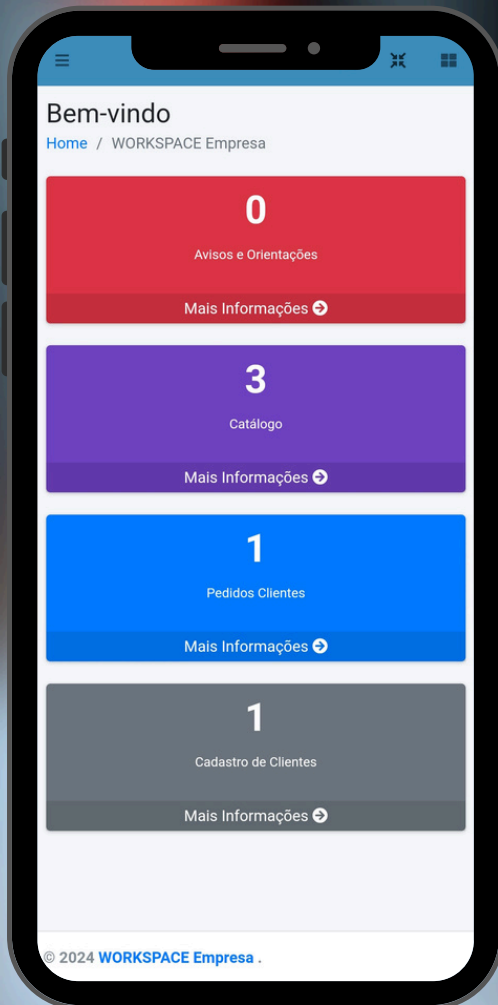 Bem-vindo
Home / WORKSPACE Empresa
0
Avisos e Orientações
Mais Informações
3
Catálogo
Mais Informações
1
Pedidos Clientes
Mais Informações
1
Cadastro de Clientes
Mais Informações
© 2024 WORKSPACE Empresa .